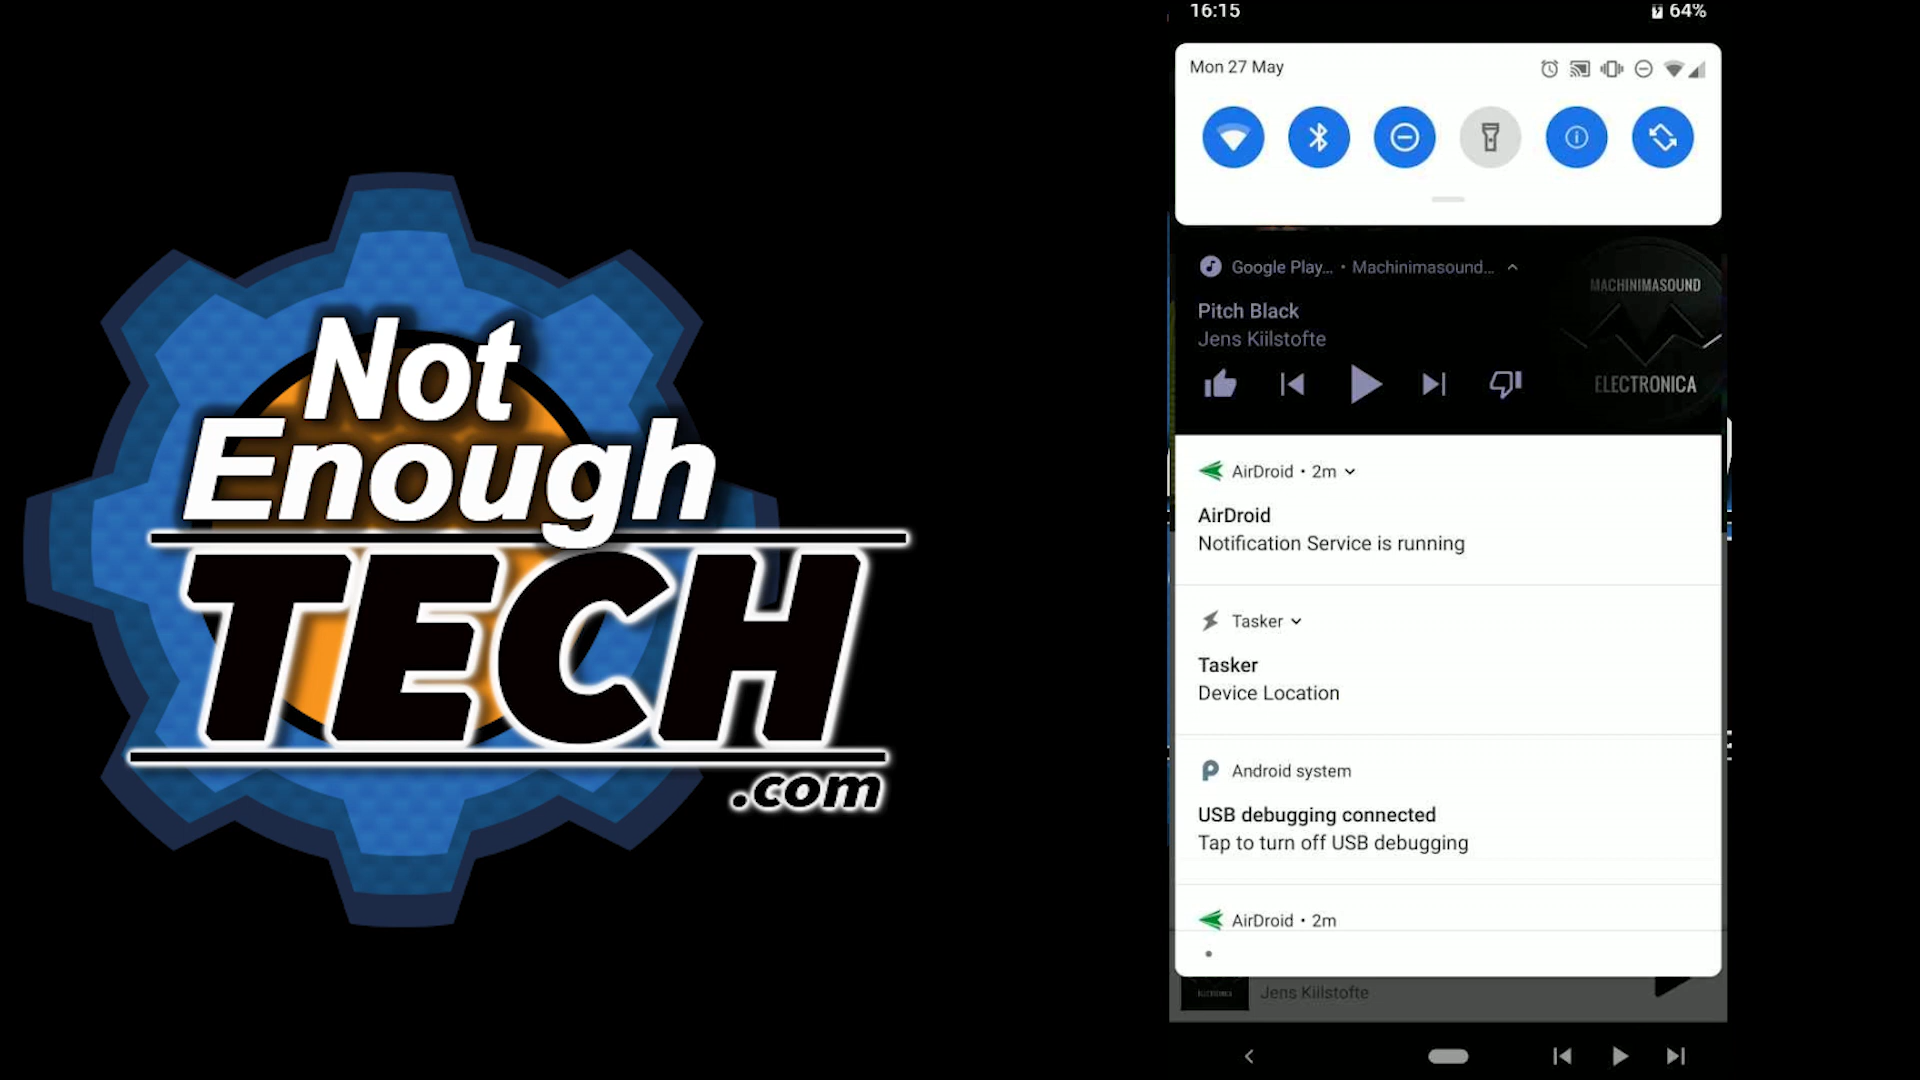 Not
Enough
TECH
.com
16:15
64%
Mon 27 May
Google Play... • Machinimasound...
Pitch Black
Jens Kiilstofte
MACHINIMASOUND
ELECTRONICA
AirDroid • 2m
AirDroid
Notification Service is running
Tasker
Tasker
Device Location
Android system
USB debugging connected
Tap to turn off USB debugging
AirDroid • 2m
ELECTRONICA
Jens Kiilstofte